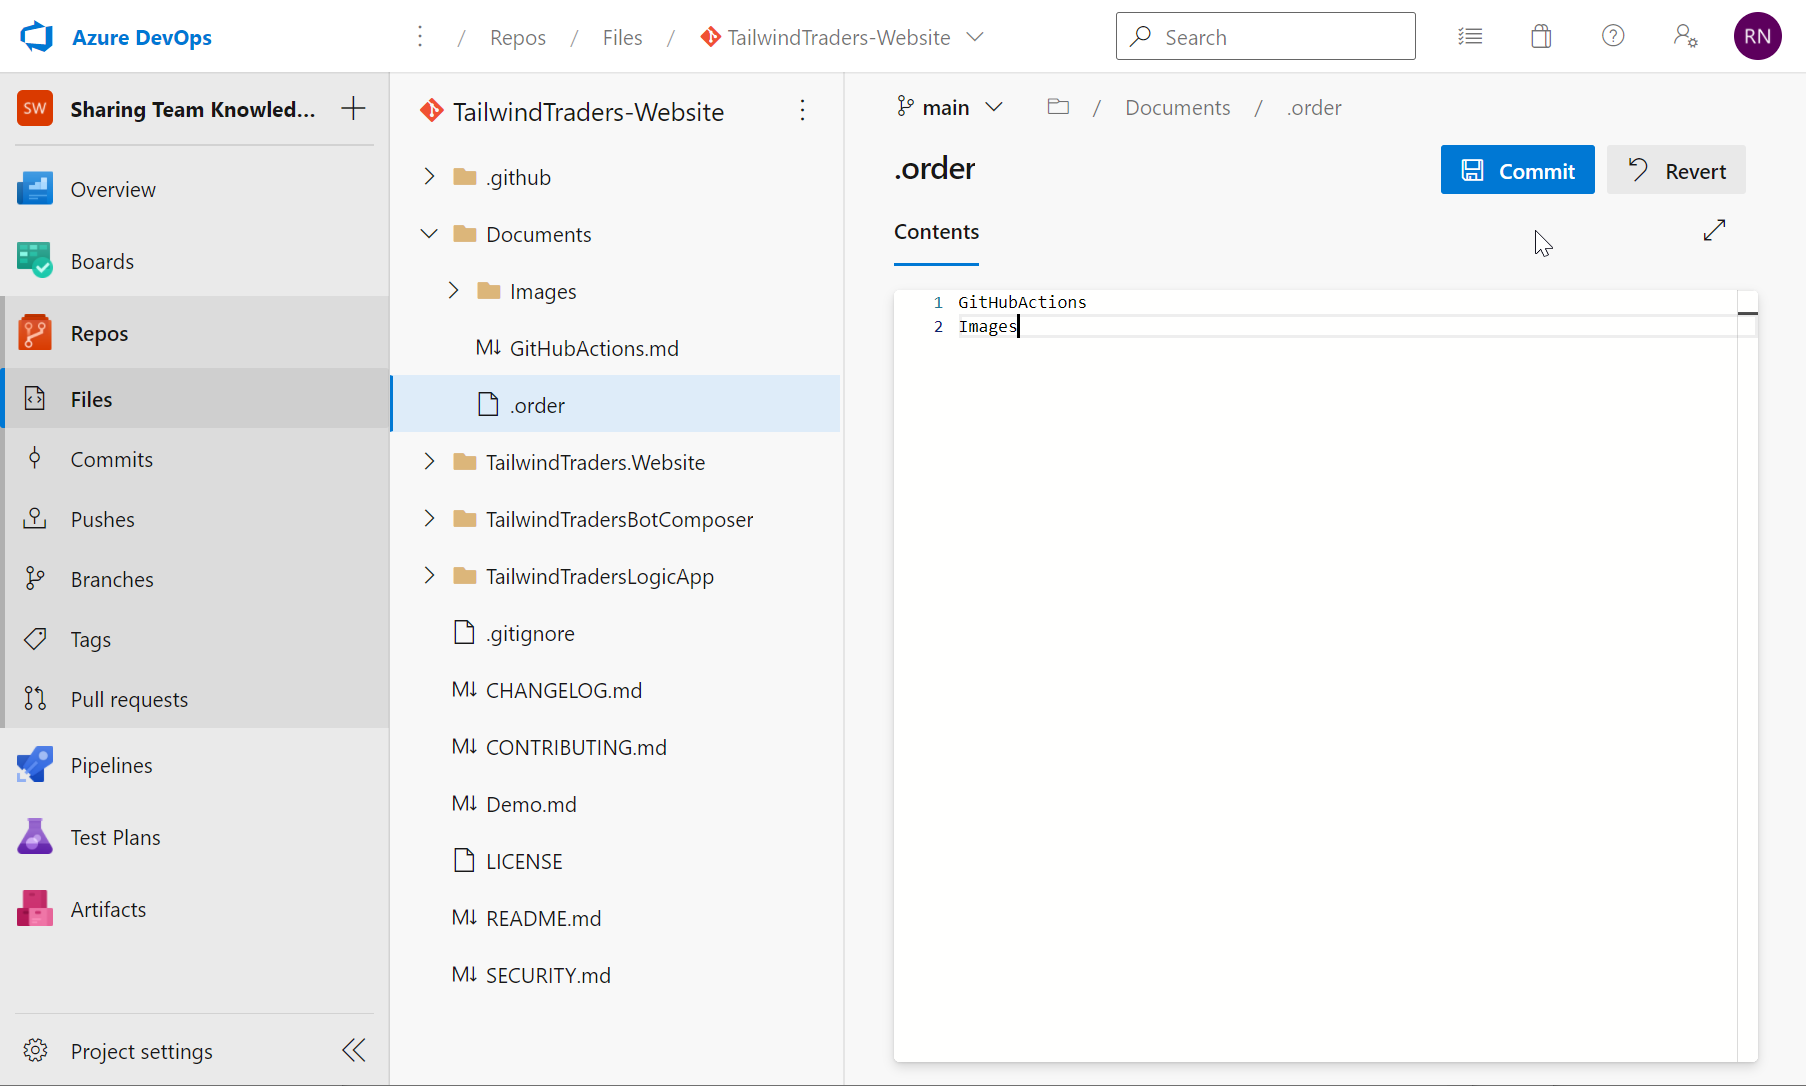 Azure DevOps
/ Repos / Files / TailwindTraders-Website
Search
RN
SW Sharing Team Knowled...
Overview
Boards
Repos
Files
Commits
Pushes
Branches
Tags
Pull requests
Pipelines
Test Plans
Artifacts
Project settings
TailwindTraders-Website
.github
Documents
Images
M↓ GitHubActions.md
.order
TailwindTraders.Website
TailwindTradersBotComposer
TailwindTradersLogicApp
.gitignore
M↓ CHANGELOG.md
M↓ CONTRIBUTING.md
M↓ Demo.md
LICENSE
M↓ README.md
M↓ SECURITY.md
main / Documents / .order
.order
Commit
Revert
Contents
1 GitHubActions
2 Images